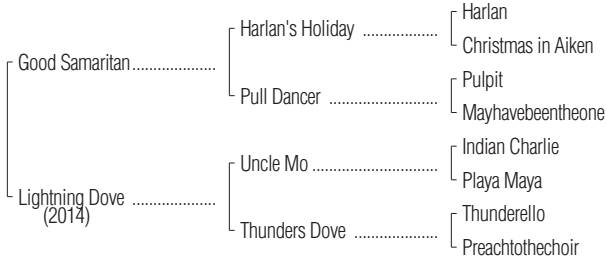 Harlan
Harlan's Holiday ..................
Christmas in Aiken
Good Samaritan....................
Pulpit
Pull Dancer ..........................
Mayhavebeentheone
Indian Charlie
Uncle Mo ..............................
Playa Maya
Lightning Dove ....................
(2014)
Thunderello
Thunders Dove ....................
Preachtothechoir